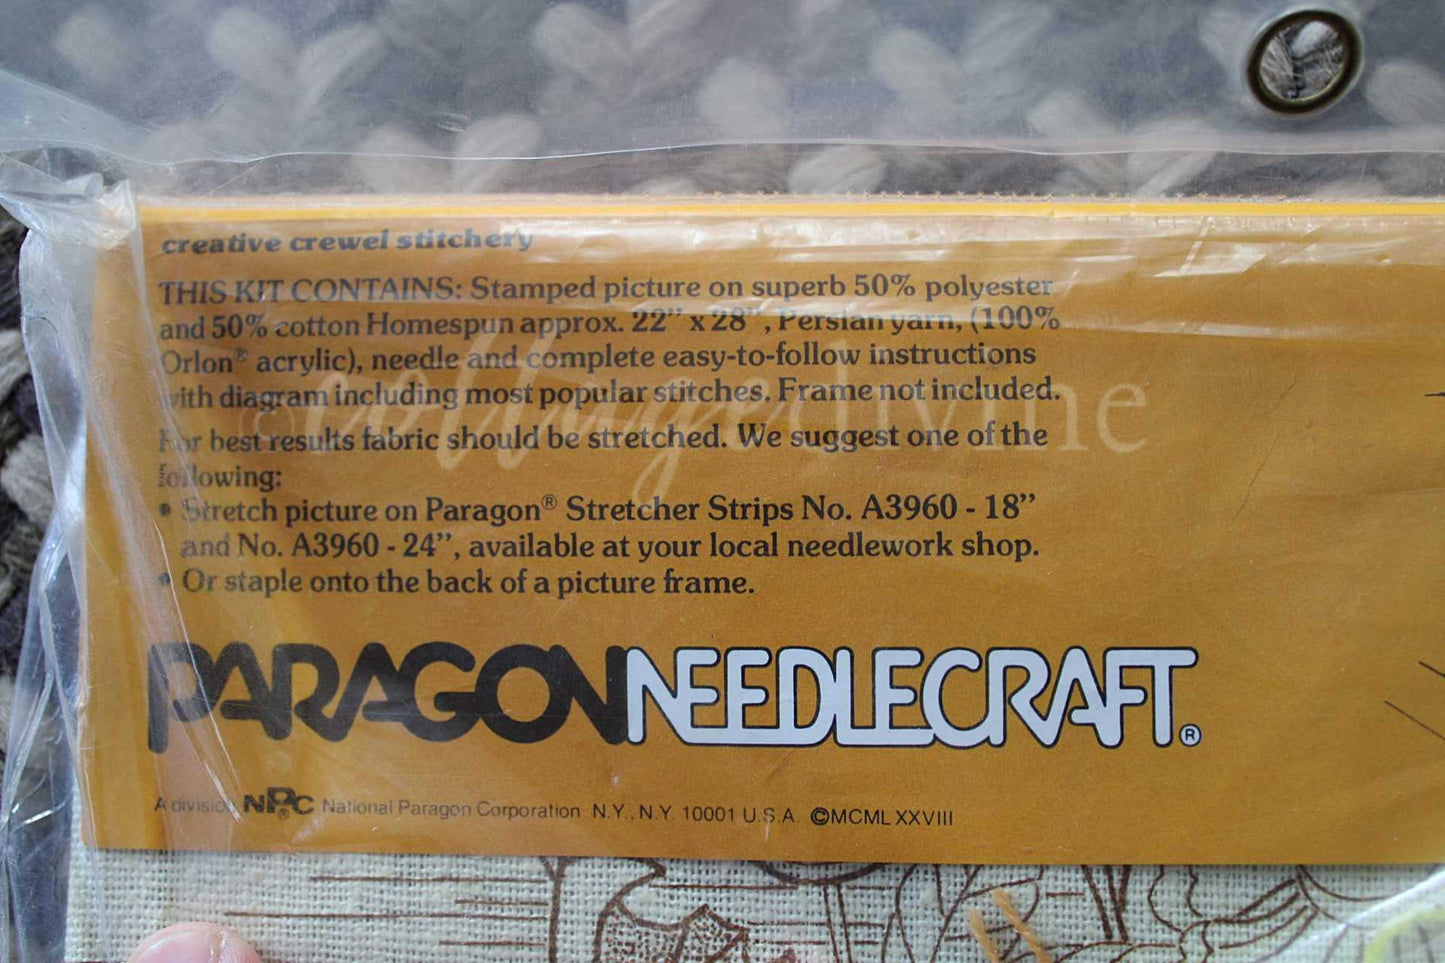 creative crewel stitchery
THIS KIT CONTAINS: Stamped picture on superb 50% polyester
and 50% cotton Homespun approx. 22" x 28", Persian yarn, (100%
Orlon® acrylic), needle and complete easy-to-follow instructions
with diagram including most popular stitches. Frame not included.
For best results fabric should be stretched. We suggest one of the
following:
• Stretch picture on Paragon® Stretcher Strips No. A3960 - 18"
and No. A3960 - 24", available at your local needlework shop.
• Or staple onto the back of a picture frame.
PARAGON NEEDLECRAFT®
A division NPC® National Paragon Corporation N.Y., N.Y. 10001 U.S.A. ©MCMLXXVIII
© cottagedivine